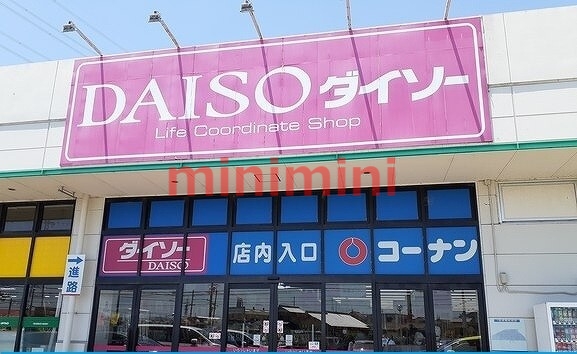 DAISO ダイソー
Life Coordinate Shop
minimini
ダイソー
DAISO
店内入口
コーナン
進路